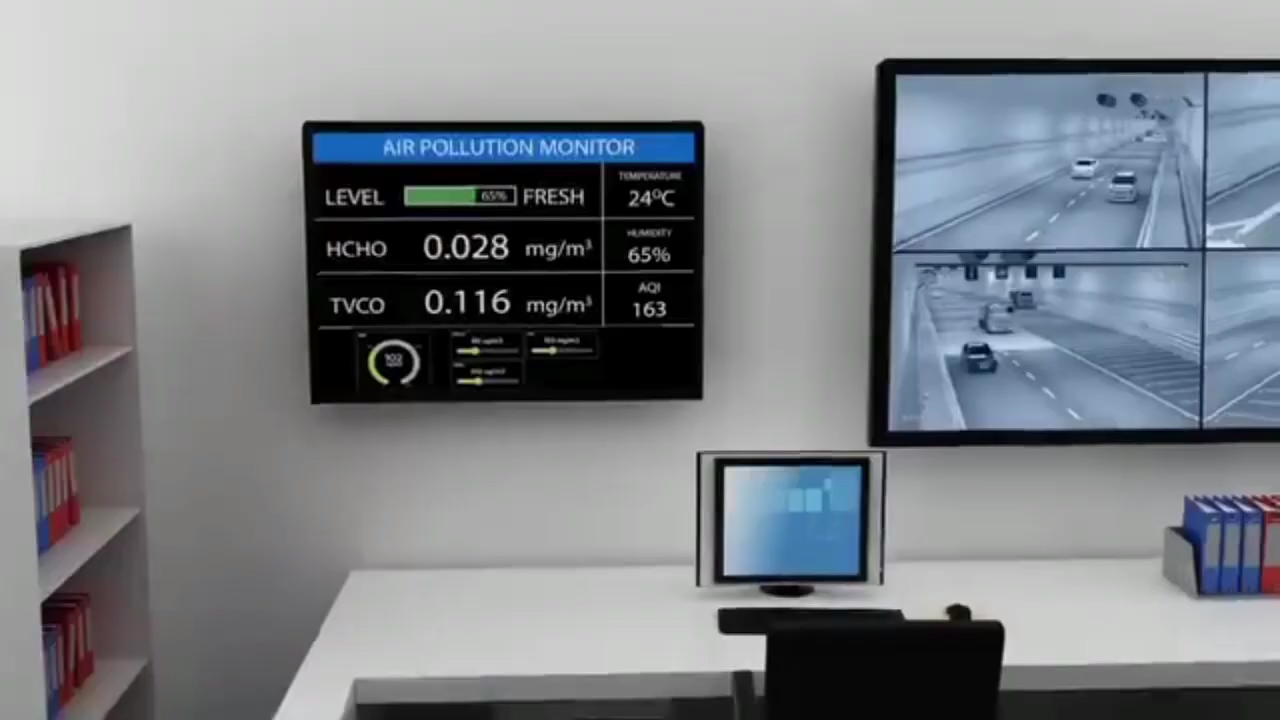 AIR POLLUTION MONITOR
LEVEL 65% FRESH
TEMPERATURE
24°C
HCHO 0.028 mg/m³
HUMIDITY
65%
TVCO 0.116 mg/m³
AQI
163
102